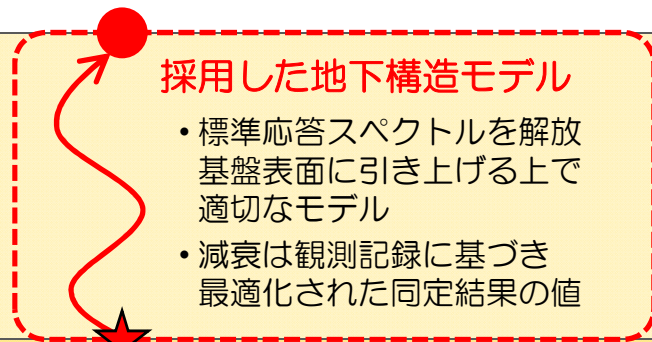 採用した地下構造モデル
• 標準応答スペクトルを解放
基盤表面に引き上げる上で
適切なモデル
• 減衰は観測記録に基づき
最適化された同定結果の値